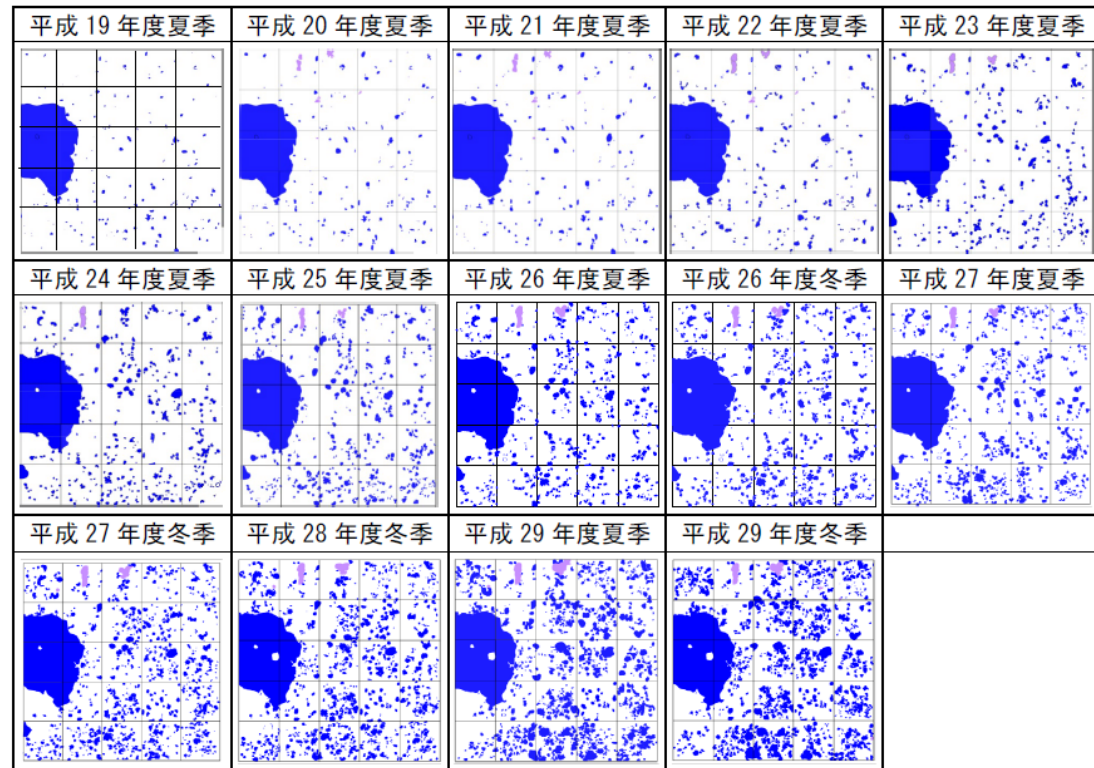 平成 19 年度夏季
平成 20 年度夏季
平成 21 年度夏季
平成 22 年度夏季
平成 23 年度夏季
平成 24 年度夏季
平成 25 年度夏季
平成 26 年度夏季
平成 26 年度冬季
平成 27 年度夏季
平成 27 年度冬季
平成 28 年度冬季
平成 29 年度夏季
平成 29 年度冬季